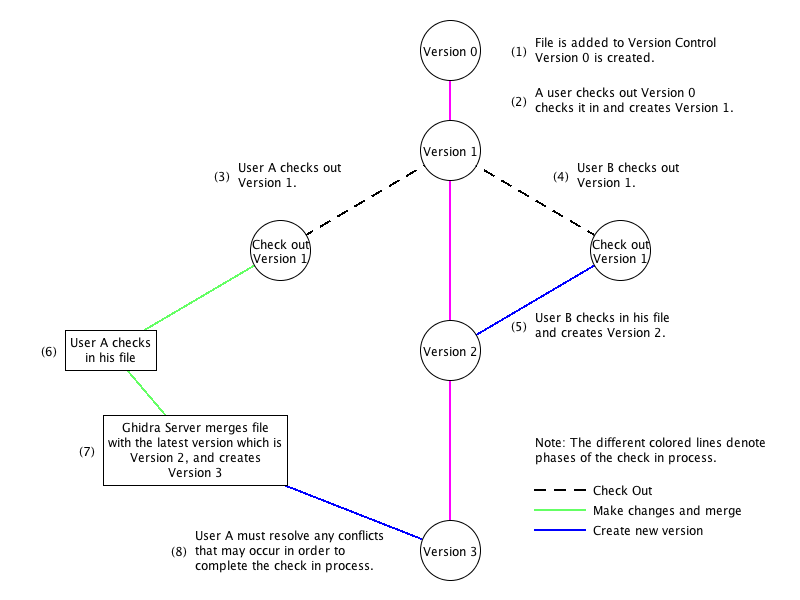 Version 0
(1)
File is added to Version Control
Version 0 is created.
(2)
A user checks out Version 0
checks it in and creates Version 1.
Version 1
(3)
User A checks out
Version 1.
(4)
User B checks out
Version 1.
Check out
Version 1
Check out
Version 1
(5)
User B checks in his file
and creates Version 2.
(6)
User A checks
in his file
Version 2
(7)
Ghidra Server merges file
with the latest version which is
Version 2, and creates
Version 3
Note: The different colored lines denote
phases of the check in process.
Check Out
Make changes and merge
Create new version
(8)
User A must resolve any conflicts
that may occur in order to
complete the check in process.
Version 3